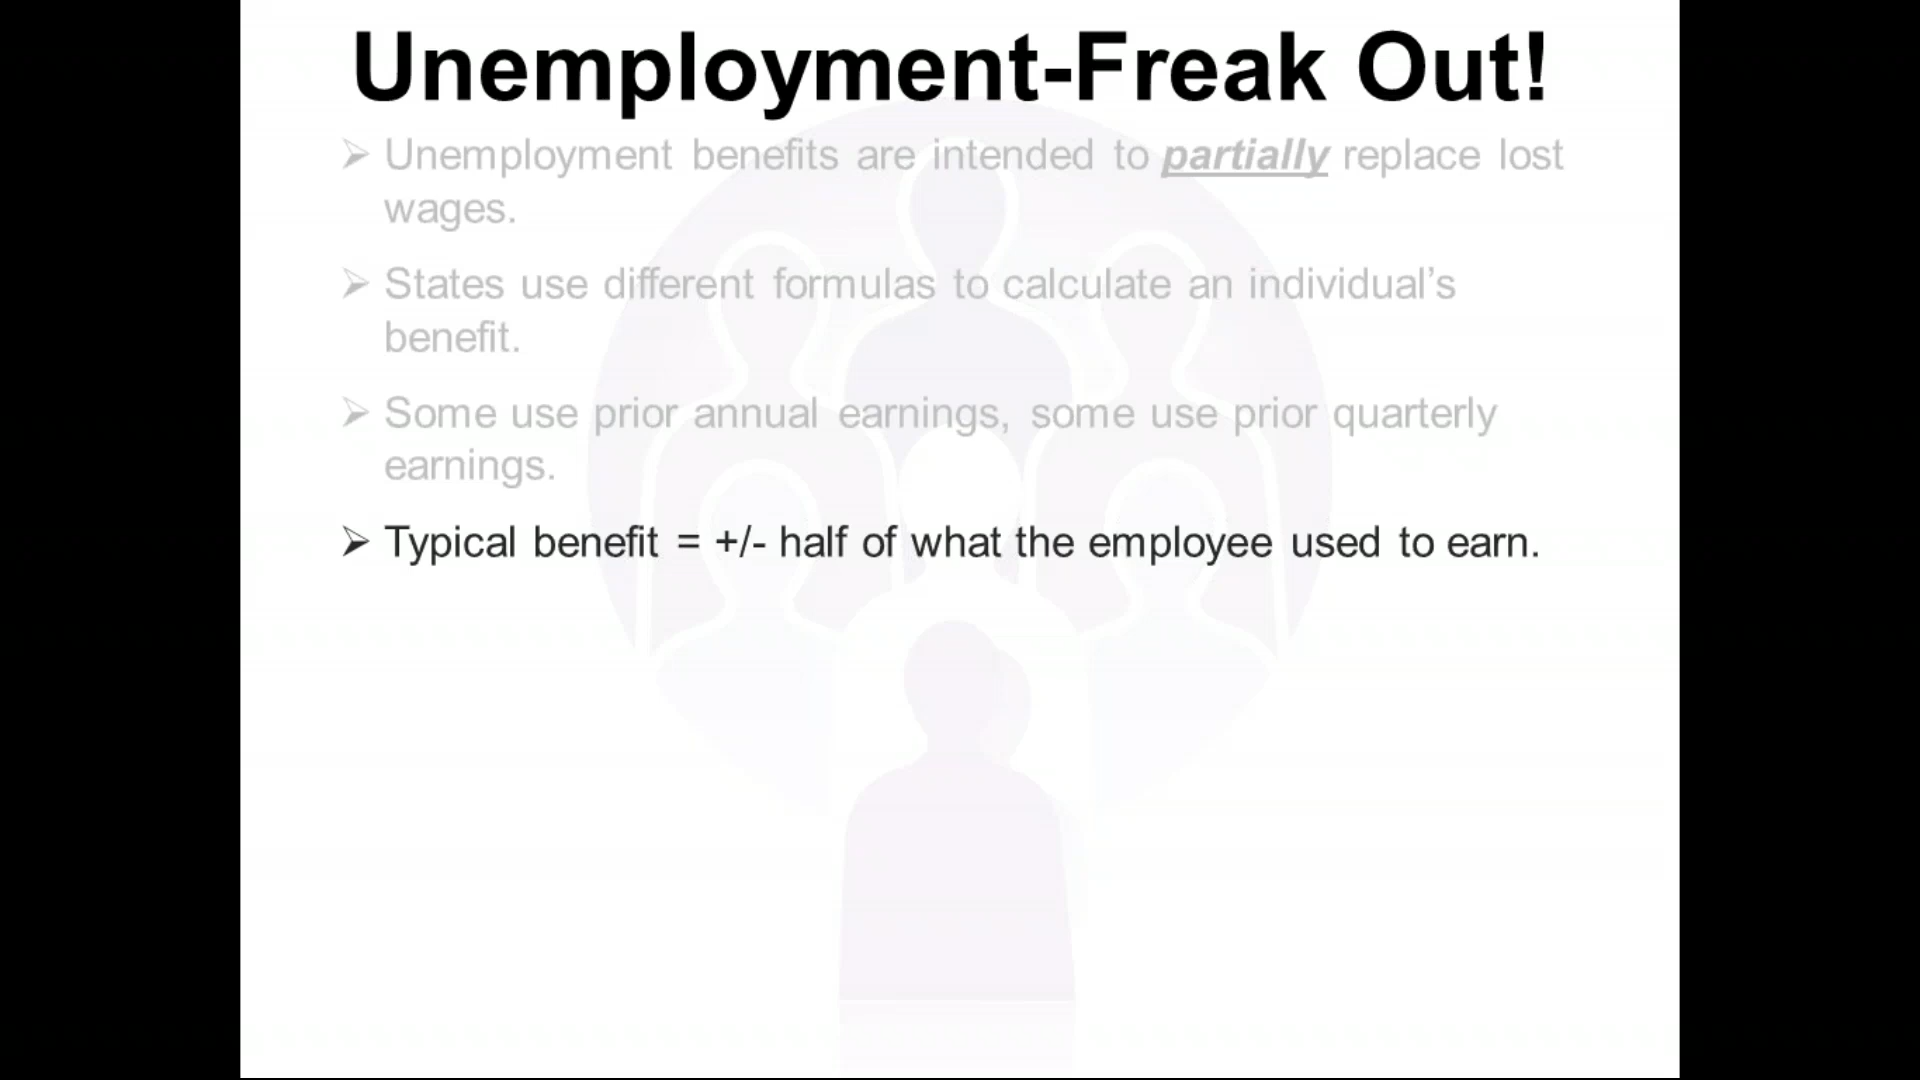 Unemployment-Freak Out!
➢ Unemployment benefits are intended to partially replace lost
wages.
➢ States use different formulas to calculate an individual’s
benefit.
➢ Some use prior annual earnings, some use prior quarterly
earnings.
➢ Typical benefit = +/- half of what the employee used to earn.